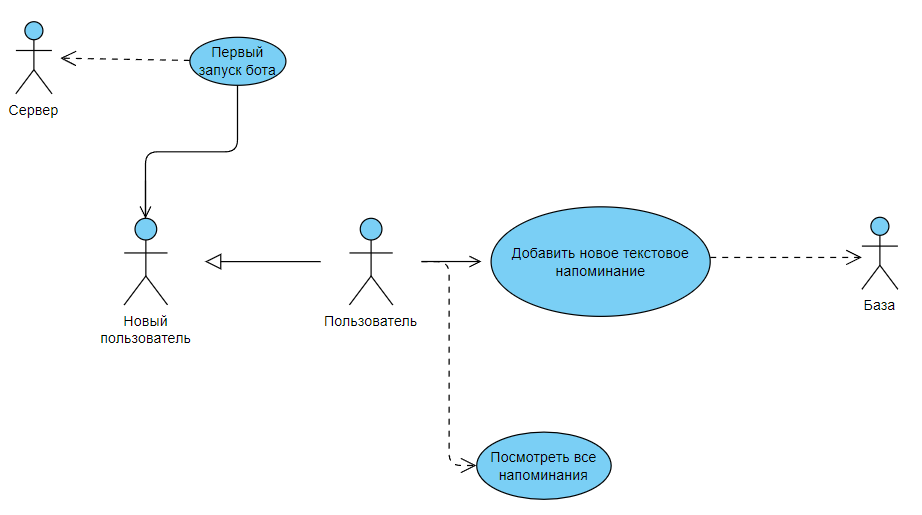 Первый
запуск бота
Сервер
Добавить новое текстовое
напоминание
База
Новый
пользователь
Пользователь
Посмотреть все
напоминания